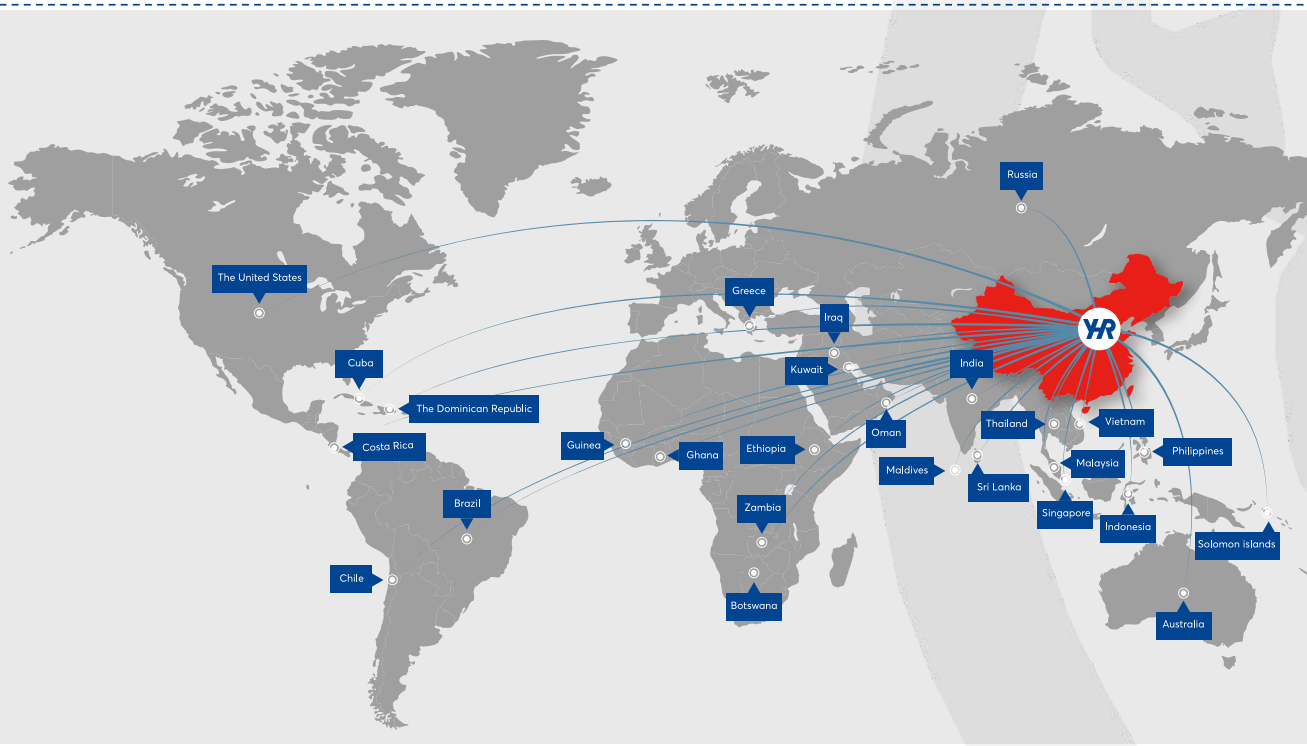 Russia
The United States
Greece
Iraq
YHR
Cuba
Kuwait
India
The Dominican Republic
Thailand
Vietnam
Oman
Costa Rica
Guinea
Ghana
Ethiopia
Philippines
Malaysia
Maldives
Sri Lanka
Brazil
Zambia
Singapore
Indonesia
Solomon islands
Chile
Botswana
Australia